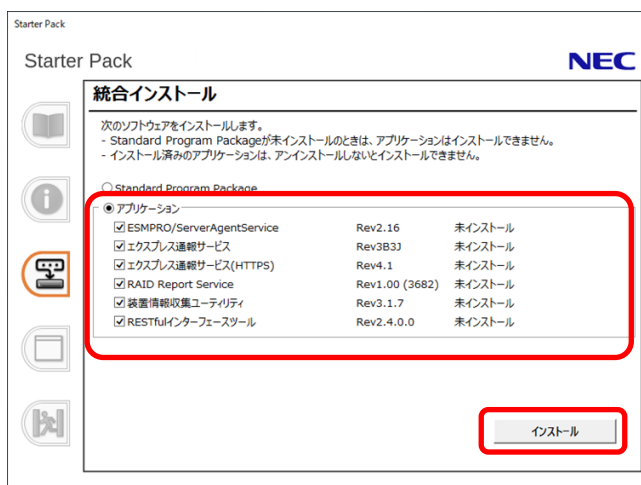 Starter Pack
Starter Pack
NEC
統合インストール
次のソフトウェアをインストールします。
- Standard Program Packageが未インストールのときは、アプリケーションはインストールできません。
- インストール済みのアプリケーションは、アンインストールしないとインストールできません。
Standard Program Package
アプリケーション
ESMPRO/ServerAgentService Rev2.16 未インストール
エクスプレス通報サービス Rev3B3J 未インストール
エクスプレス通報サービス(HTTPS) Rev4.1 未インストール
RAID Report Service Rev1.00 (3682) 未インストール
装置情報収集ユーティリティ Rev3.1.7 未インストール
RESTfulインターフェースツール Rev2.4.0.0 未インストール
インストール